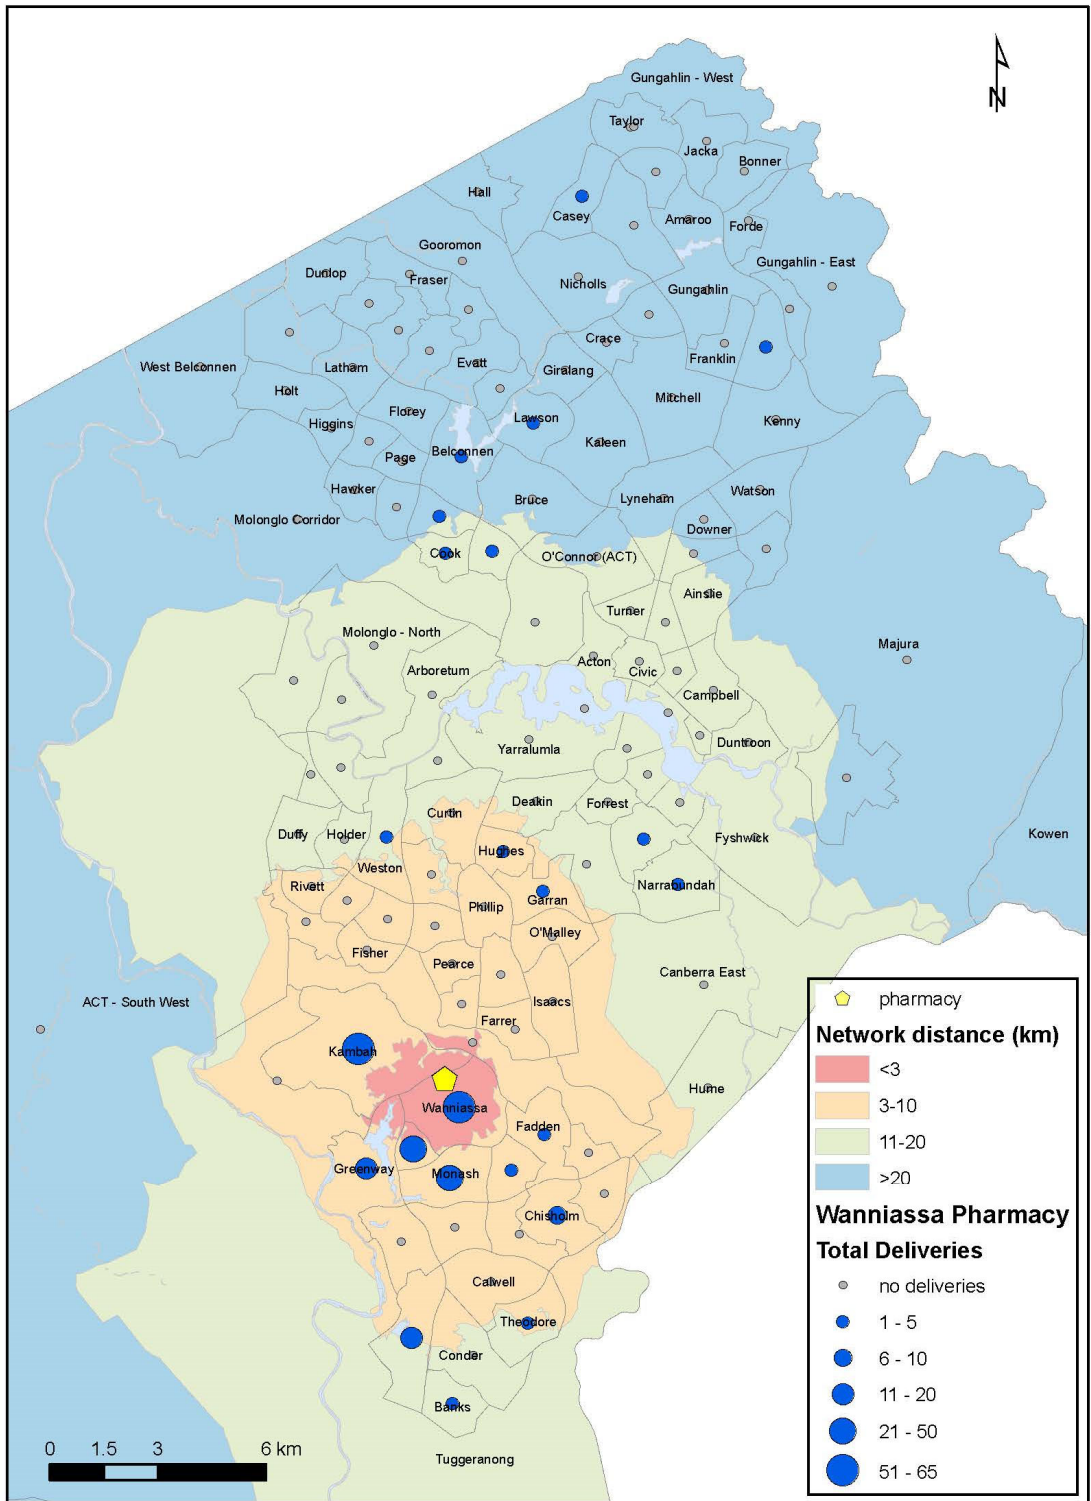 Gungahlin - West
N
Taylor
Jacka
Bonner
Hall
Casey
Amaroo
Forde
Gooromon
Gungahlin - East
Dunlop
Fraser
Nicholls
Gungahlin
Crace
Franklin
West Belconnen
Latham
Evatt
Giralang
Holt
Mitchell
Florey
Lawson
Higgins
Kenny
Kaleen
Belconnen
Page
Hawker
Bruce
Lyneham
Watson
Molonglo Corridor
Downer
Cook
O'Connor (ACT)
Ainslie
Turner
Molonglo - North
Majura
Acton
Civic
Arboretum
Campbell
Yarralumla
Duntroon
Deakin
Forrest
Curtin
Duffy
Holder
Fyshwick
Kowen
Hughes
Weston
Rivett
Narrabundah
Garran
Phillip
O'Malley
Fisher
Pearce
Canberra East
ACT - South West
Isaacs
Farrer
Kambah
Hume
Wanniassa
Fadden
Greenway
Monash
Chisholm
Calwell
Theodore
Conder
Banks
Tuggeranong
0 1.5 3 6 km
pharmacy
Network distance (km)
<3
3-10
11-20
>20
Wanniassa Pharmacy
Total Deliveries
no deliveries
1 - 5
6 - 10
11 - 20
21 - 50
51 - 65